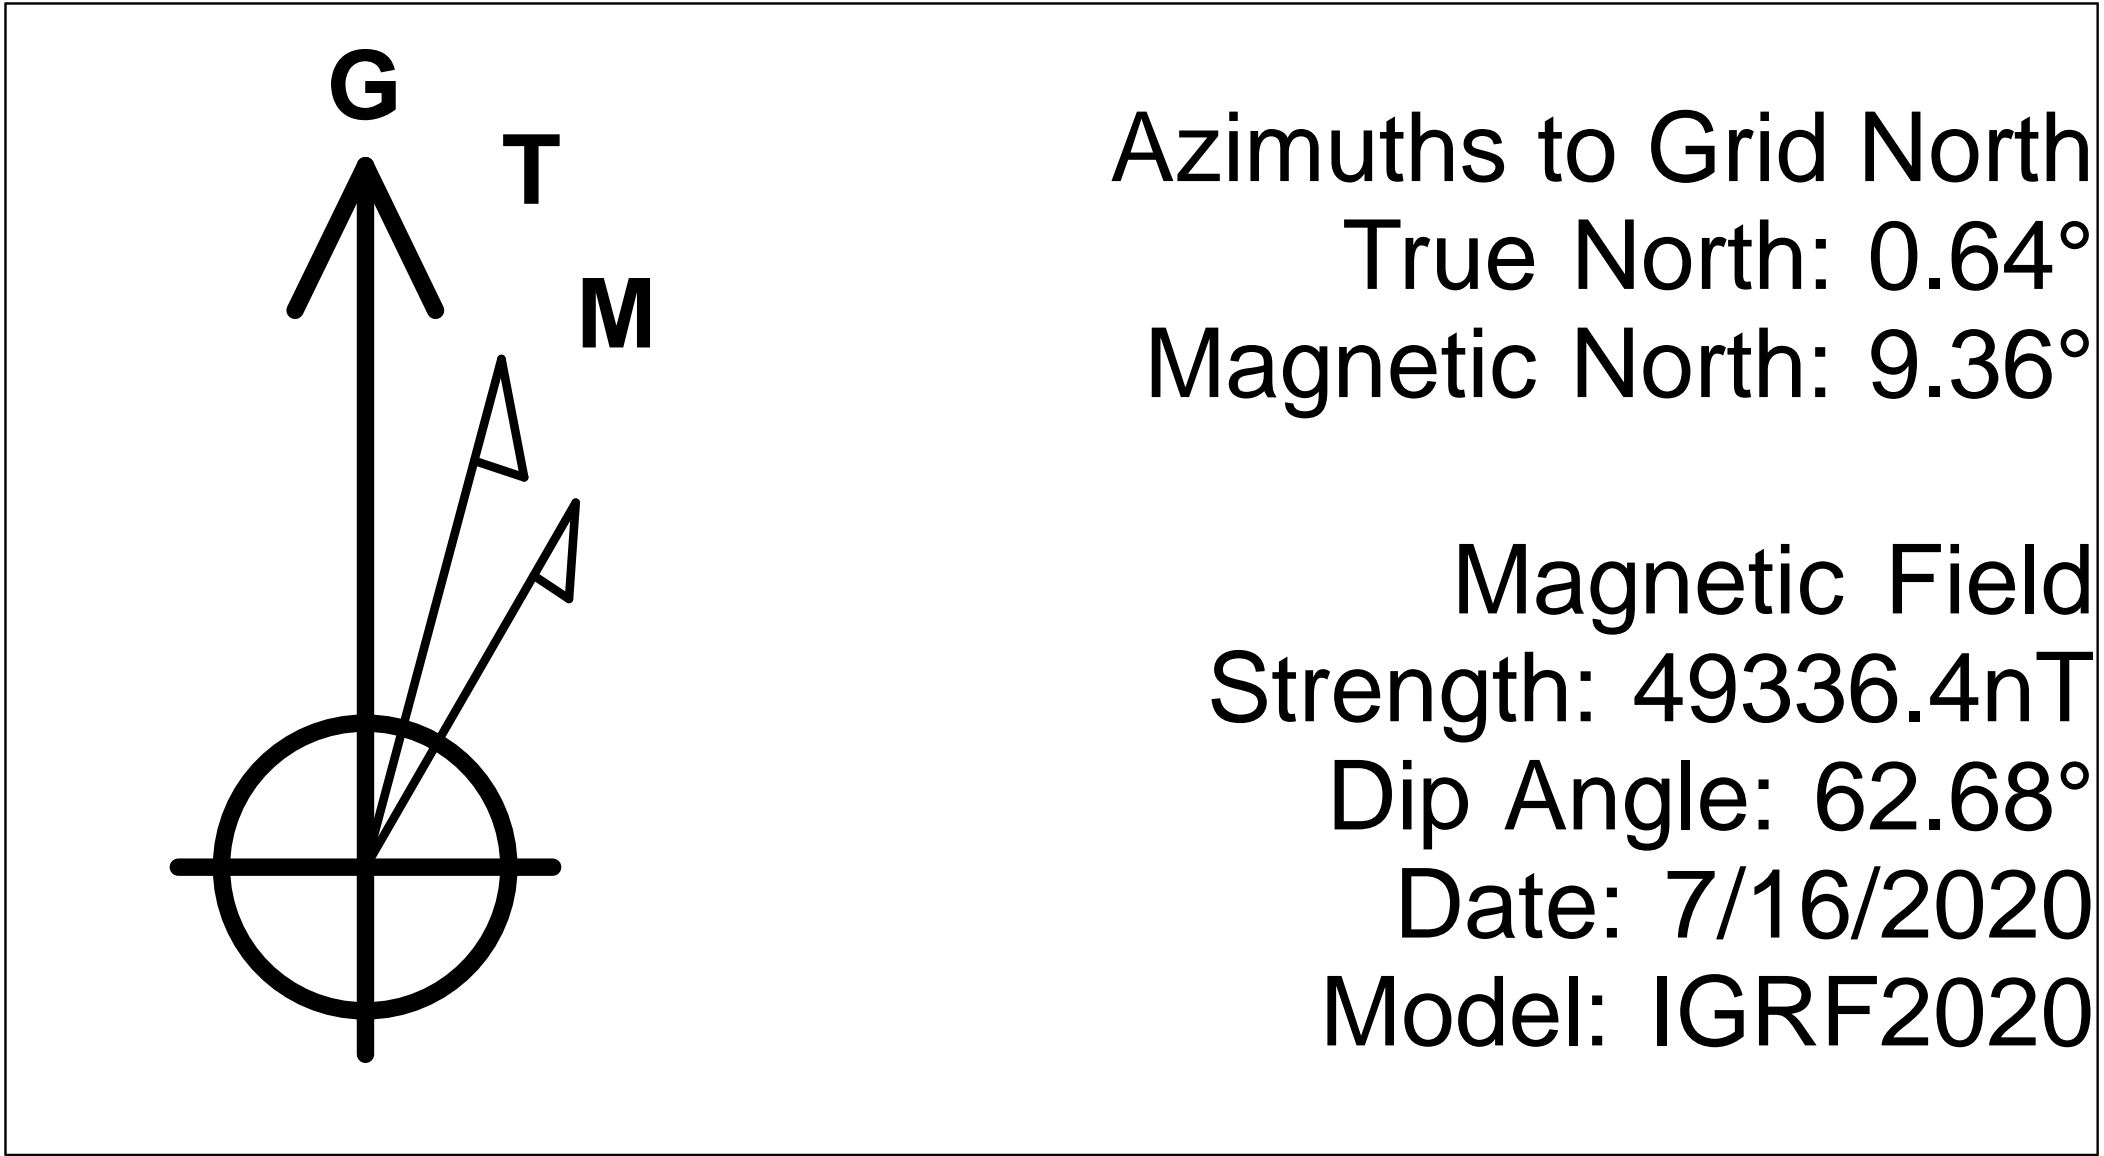 G
T
M
Azimuths to Grid North
True North: 0.64°
Magnetic North: 9.36°
Magnetic Field
Strength: 49336.4nT
Dip Angle: 62.68°
Date: 7/16/2020
Model: IGRF2020